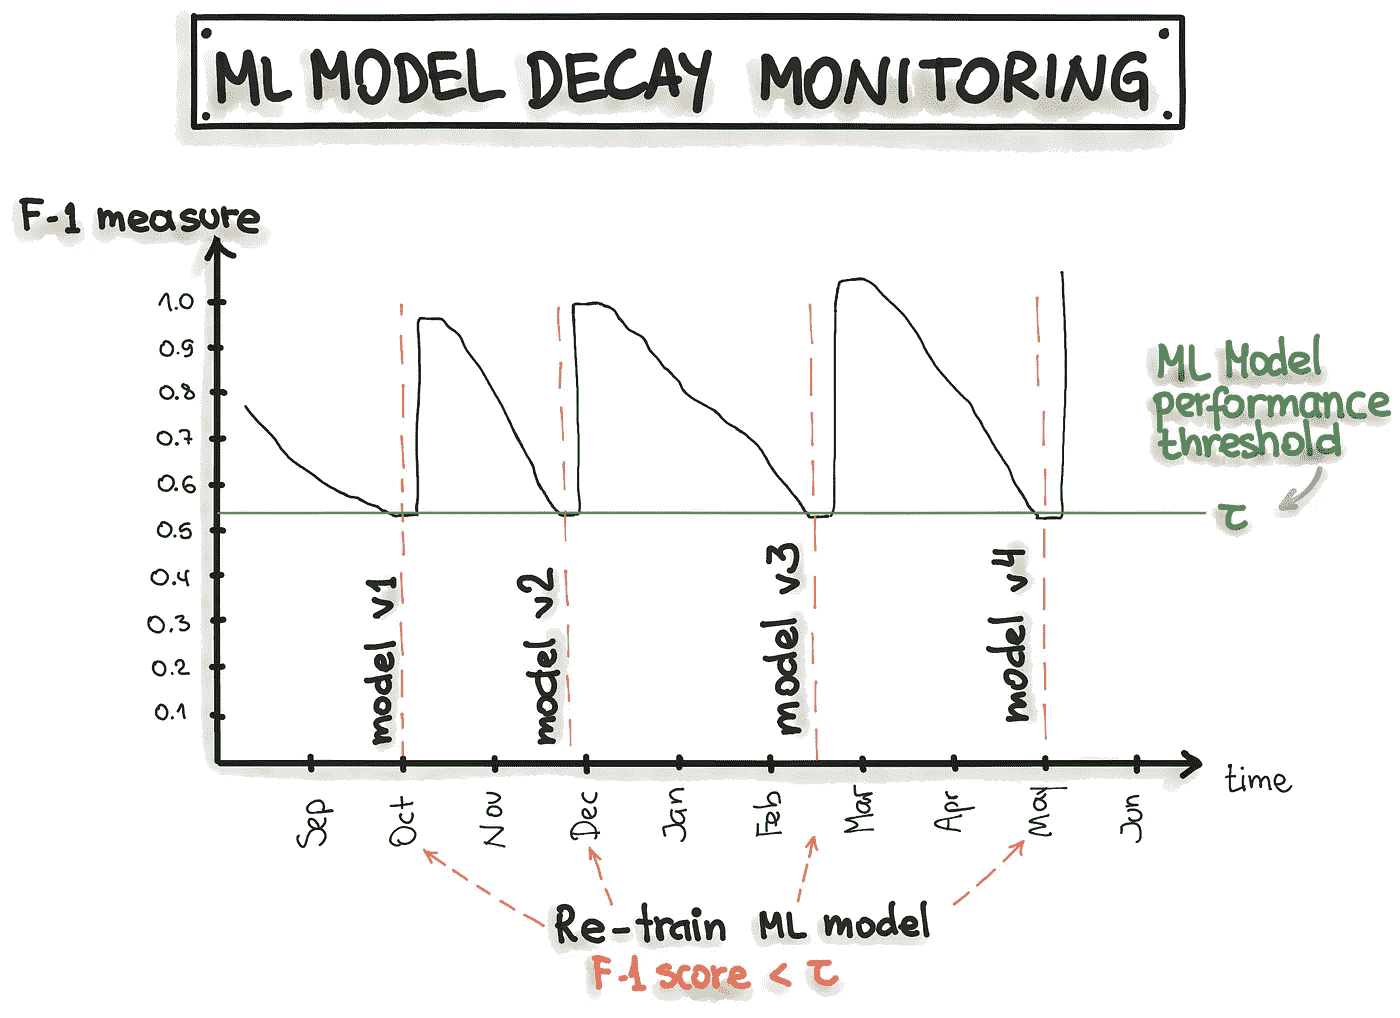 ML MODEL DECAY MONITORING
F-1 measure
1.0
0.9
0.8
0.7
0.6
0.5
0.4
0.3
0.2
0.1
ML Model
performance
threshold
τ
model v1
model v2
model v3
model v4
Sep
Oct
Nov
Dec
Jan
Feb
Mar
Apr
May
Jun
time
Re-train ML model
F-1 score < τ